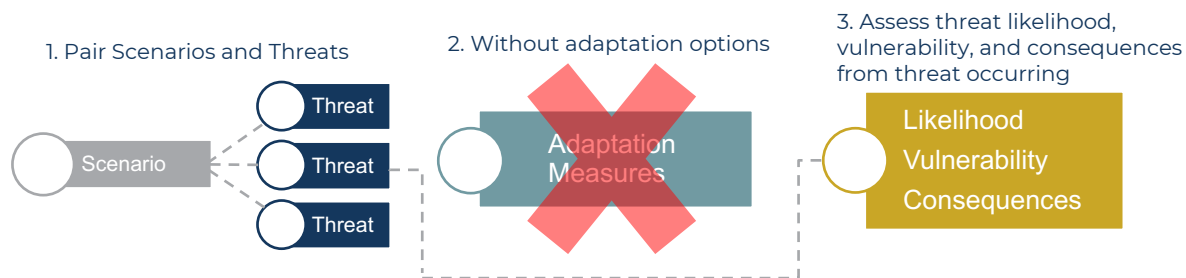 1. Pair Scenarios and Threats
2. Without adaptation options
3. Assess threat likelihood,
vulnerability, and consequences
from threat occurring
Scenario
Threat
Threat
Threat
Adaptation
Measures
Likelihood
Vulnerability
Consequences